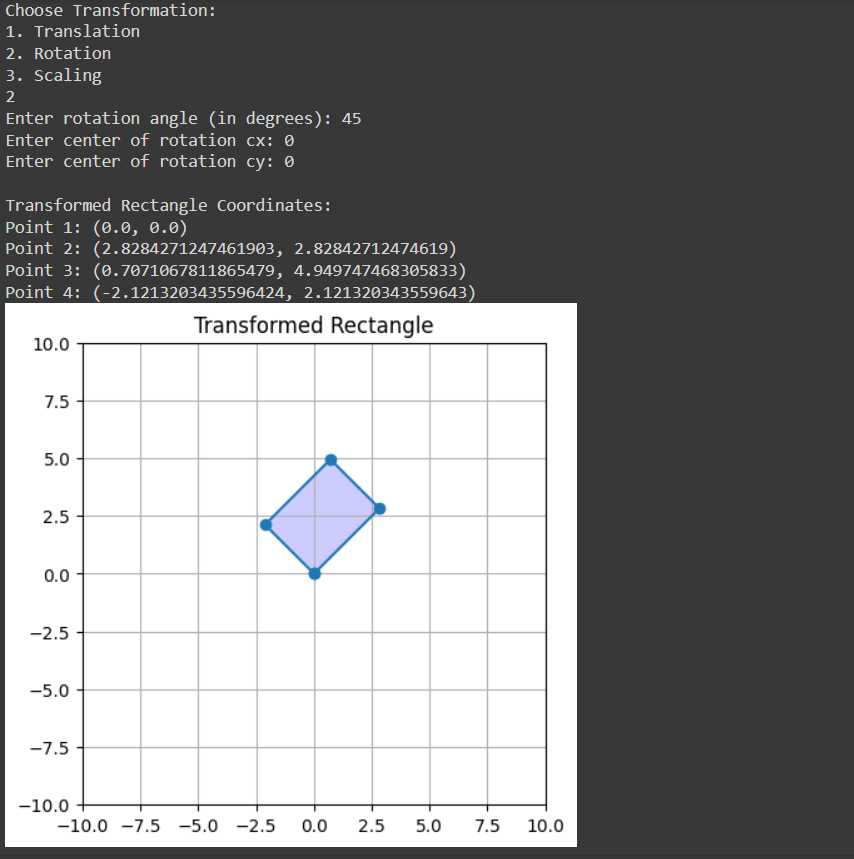 Choose Transformation:
1. Translation
2. Rotation
3. Scaling
2
Enter rotation angle (in degrees): 45
Enter center of rotation cx: 0
Enter center of rotation cy: 0
Transformed Rectangle Coordinates:
Point 1: (0.0, 0.0)
Point 2: (2.8284271247461903, 2.82842712474619)
Point 3: (0.7071067811865479, 4.949747468305833)
Point 4: (-2.1213203435596424, 2.121320343559643)
Transformed Rectangle
10.0
7.5
5.0
2.5
0.0
−2.5
−5.0
−7.5
−10.0
−10.0 −7.5 −5.0 −2.5 0.0 2.5 5.0 7.5 10.0